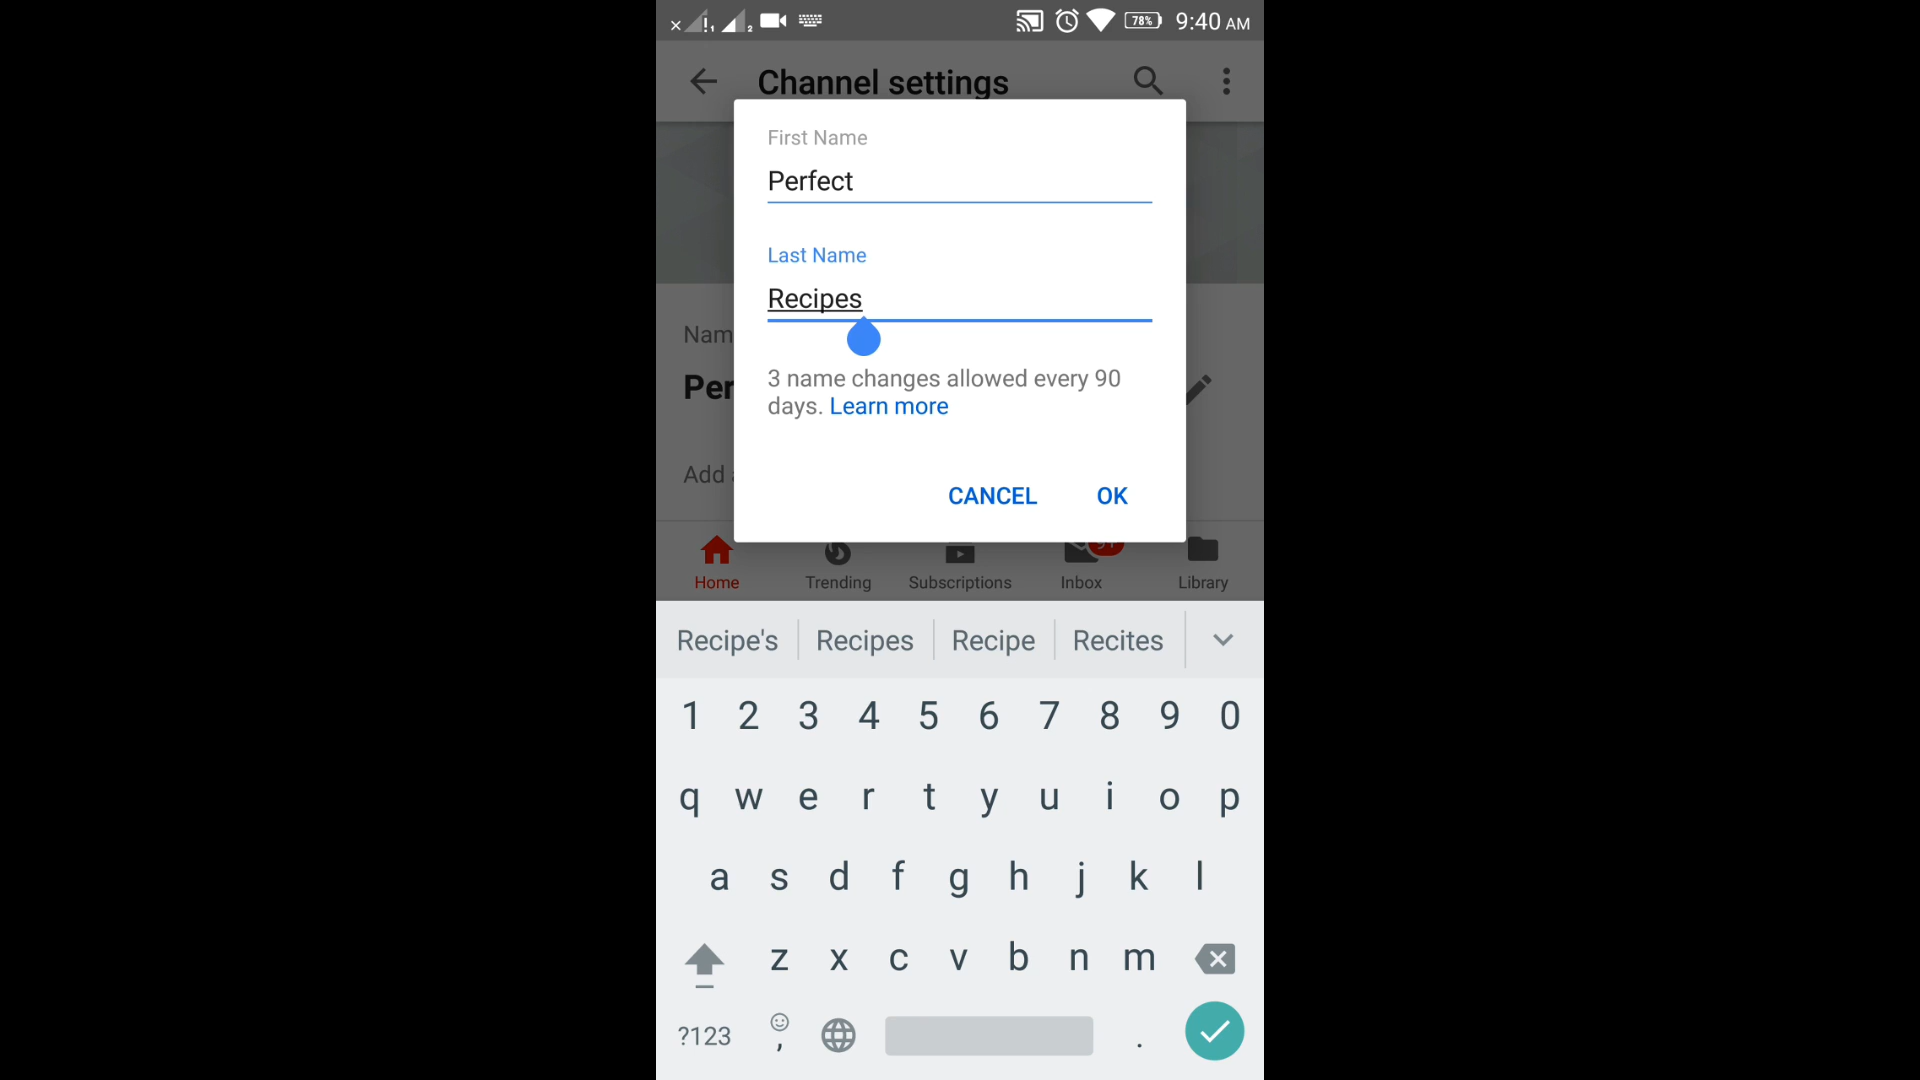 78% 9:40 AM
Channel settings
First Name
Perfect
Last Name
Recipes
3 name changes allowed every 90
days. Learn more
CANCEL OK
Nam
Per
Add
Home Trending Subscriptions Inbox Library
Recipe's Recipes Recipe Recites
1 2 3 4 5 6 7 8 9 0
q w e r t y u i o p
a s d f g h j k l
z x c v b n m
?123 , .